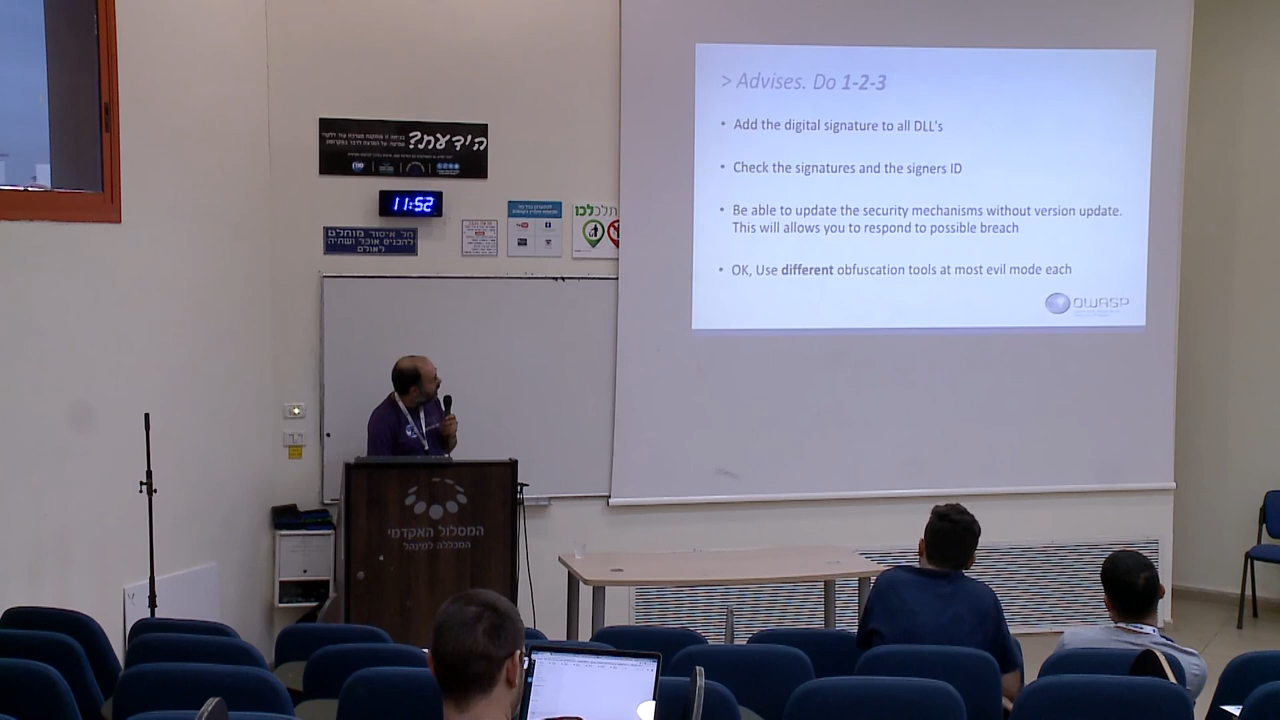 > Advises. Do 1-2-3
• Add the digital signature to all DLL's
• Check the signatures and the signers ID
• Be able to update the security mechanisms without version update.
This will allows you to respond to possible breach
• OK, Use different obfuscation tools at most evil mode each
OWASP
הידעת?
11:52
חל איסור מוחלט
להכניס אוכל ושתיה
לאולם
תלכלכו
המסלול האקדמי
המכללה למינהל